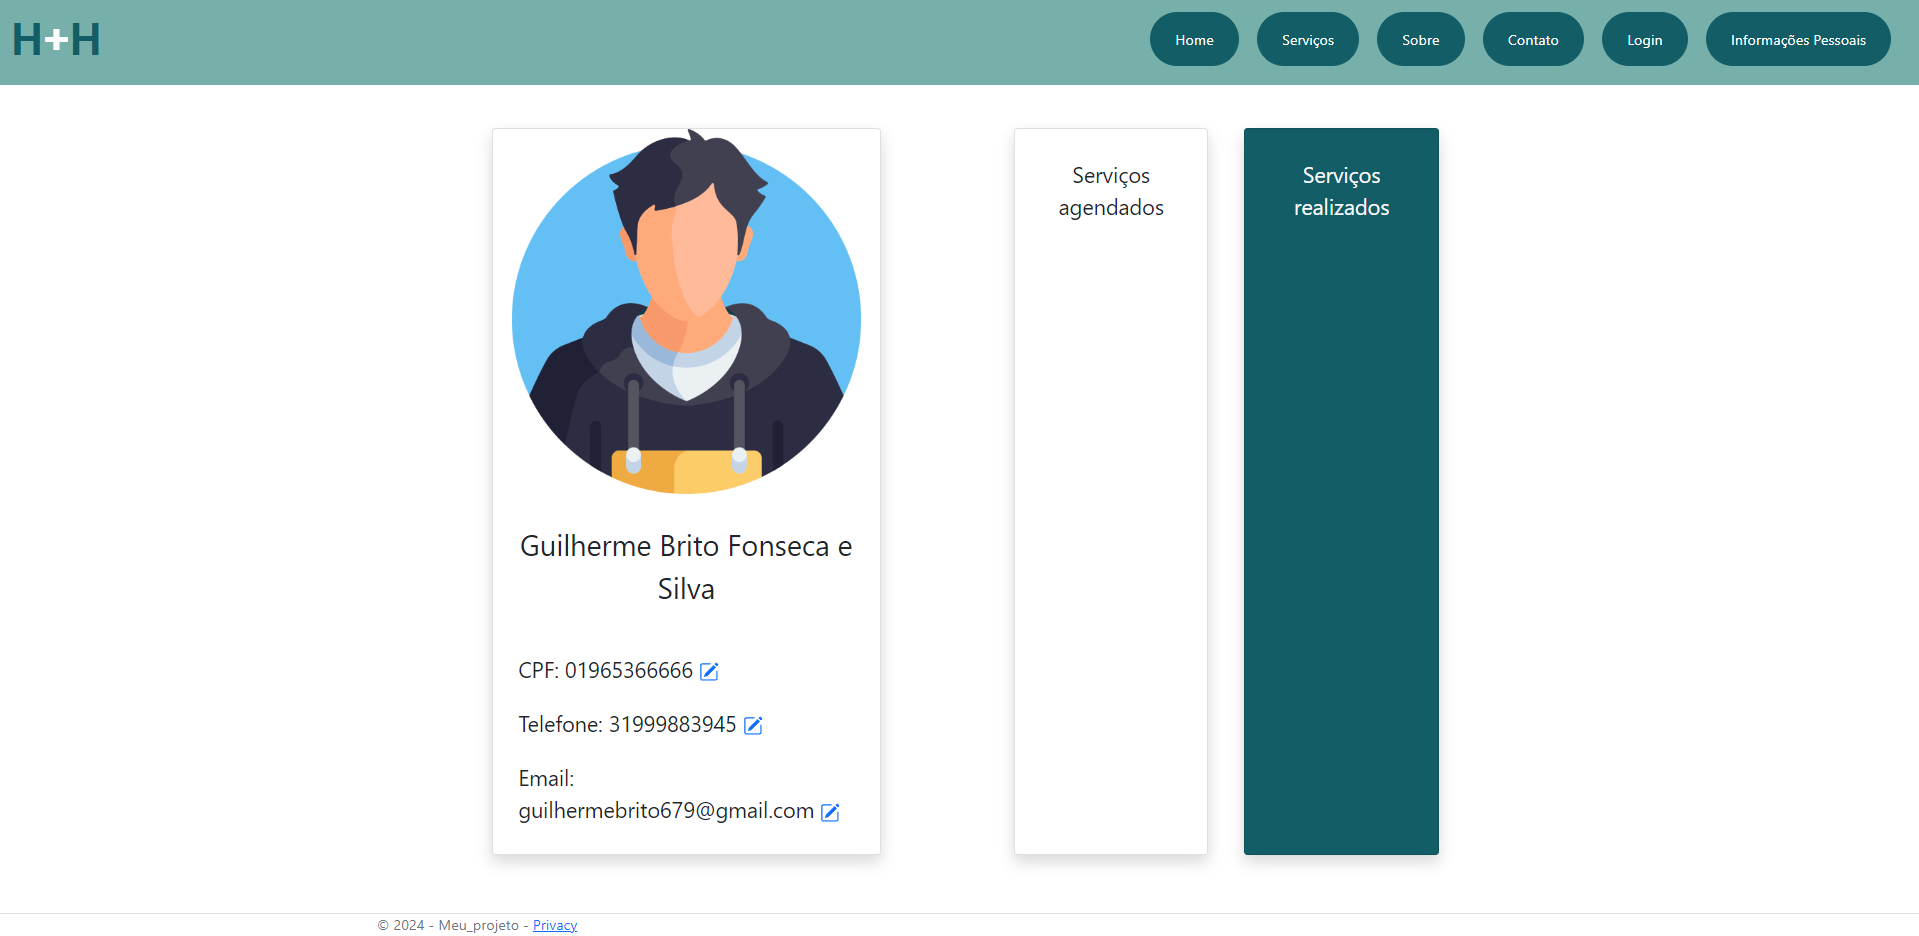 H+H
Home
Serviços
Sobre
Contato
Login
Informações Pessoais
Guilherme Brito Fonseca e
Silva
CPF: 01965366666
Telefone: 31999883945
Email:
guilhermebrito679@gmail.com
Serviços
agendados
Serviços
realizados
© 2024 - Meu_projeto - Privacy